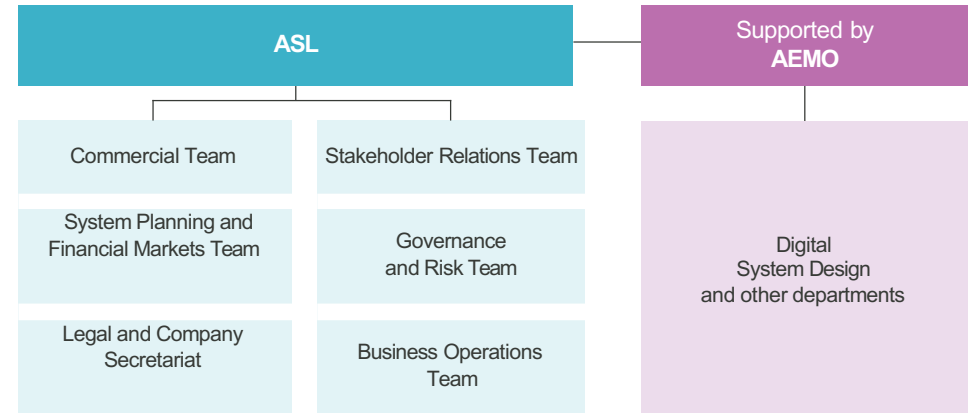 ASL
Supported by
AEMO
Commercial Team
Stakeholder Relations Team
System Planning and
Financial Markets Team
Governance
and Risk Team
Legal and Company
Secretariat
Business Operations
Team
Digital
System Design
and other departments